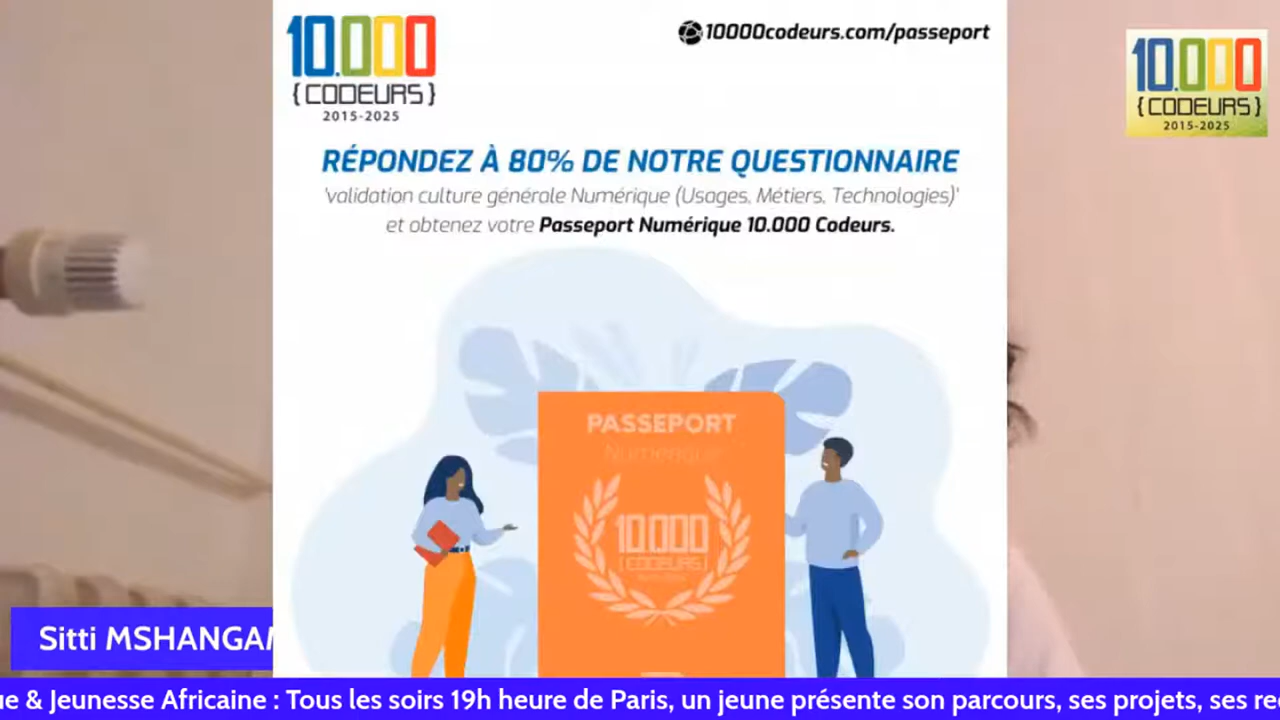 10.000
{CODEURS}
2015-2025
10000codeurs.com/passeport
10.000
{CODEURS}
2015-2025
RÉPONDEZ À 80% DE NOTRE QUESTIONNAIRE
'validation culture générale Numérique (Usages, Métiers, Technologies)'
et obtenez votre Passeport Numérique 10.000 Codeurs.
PASSEPORT
Numérique
10.000
{CODEURS}
Sitti MSHANGAM
ue & Jeunesse Africaine : Tous les soirs 19h heure de Paris, un jeune présente son parcours, ses projets, ses re